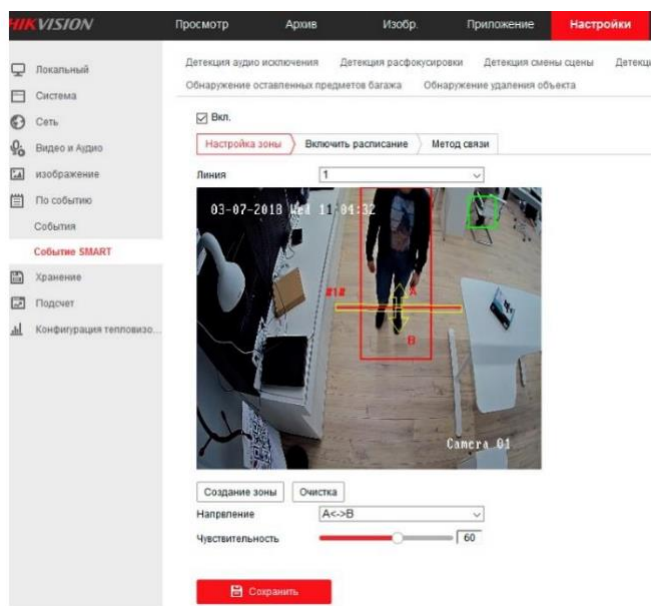 HIKVISION
Просмотр Архив Изобр. Приложение Настройки
Детекция аудио исключения Детекция расфокусировки Детекция смены сцены Детекц
Обнаружение оставленных предметов багажа Обнаружение удаления объекта
Локальный
Система
Сеть
Видео и Аудио
изображение
По событию
События
Событие SMART
Хранение
Подсчет
Конфигурация тепловизо...
Вкл.
Настройка зоны Включить расписание Метод связи
Линия 1
03-07-2018 Wed 11:04:32
#1#
A
B
Camera 01
Создание зоны Очистка
Напрвление A<->B
Чувствительность 60
Сохранить